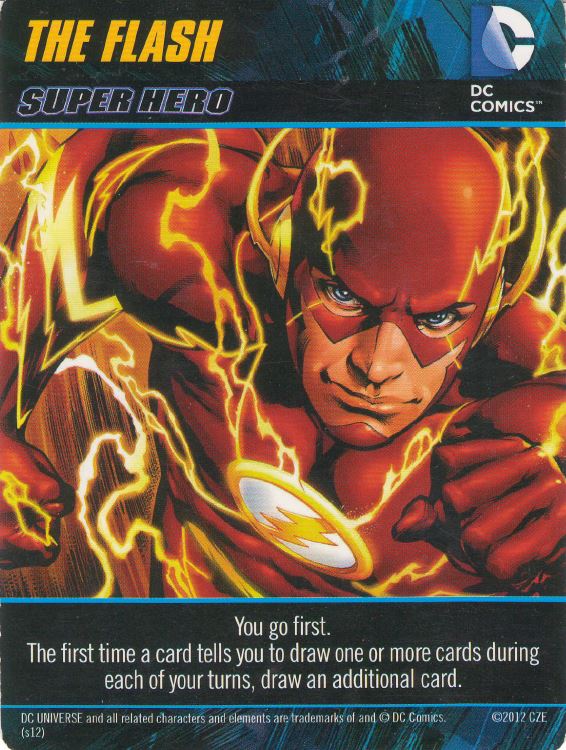 THE FLASH
SUPER HERO
DC
COMICS™
You go first.
The first time a card tells you to draw one or more cards during
each of your turns, draw an additional card.
DC UNIVERSE and all related characters and elements are trademarks of and © DC Comics. ©2012 CZE
(s12)